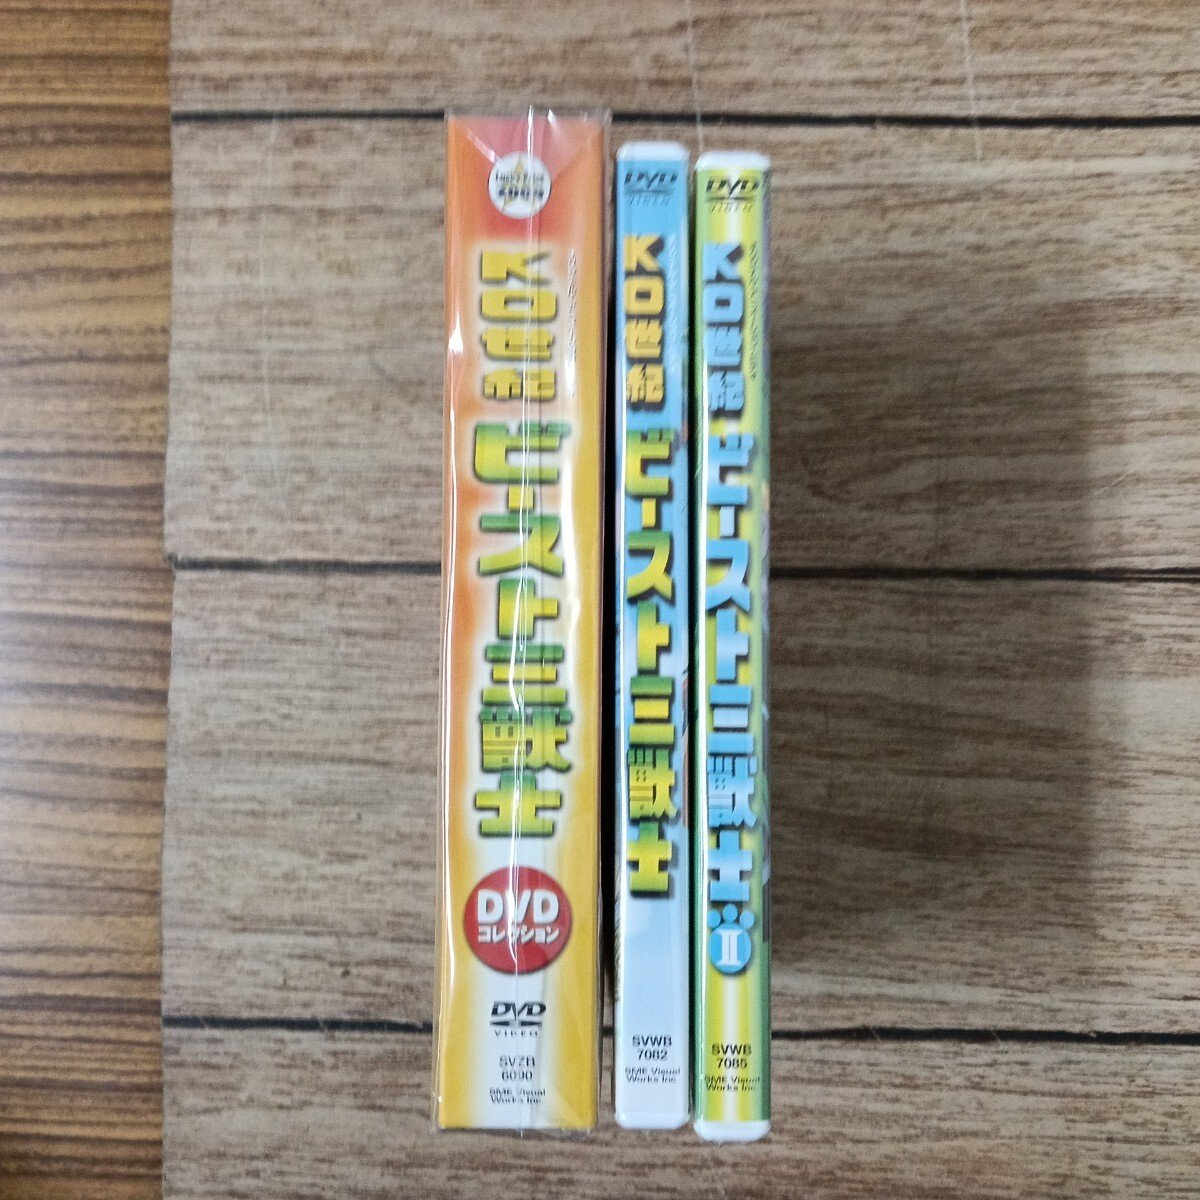 2003
KO世紀
ビースト三獣士
DVD
コレクション
DVD
VIDEO
SVZB
6090
SME Visual
Works Inc.
DVD
VIDEO
KO世紀
ビースト三獣士
SVWB
7082
SME Visual
Works Inc.
DVD
VIDEO
KO世紀
ビースト三獣士
II
SVWB
7085
SME Visual
Works Inc.